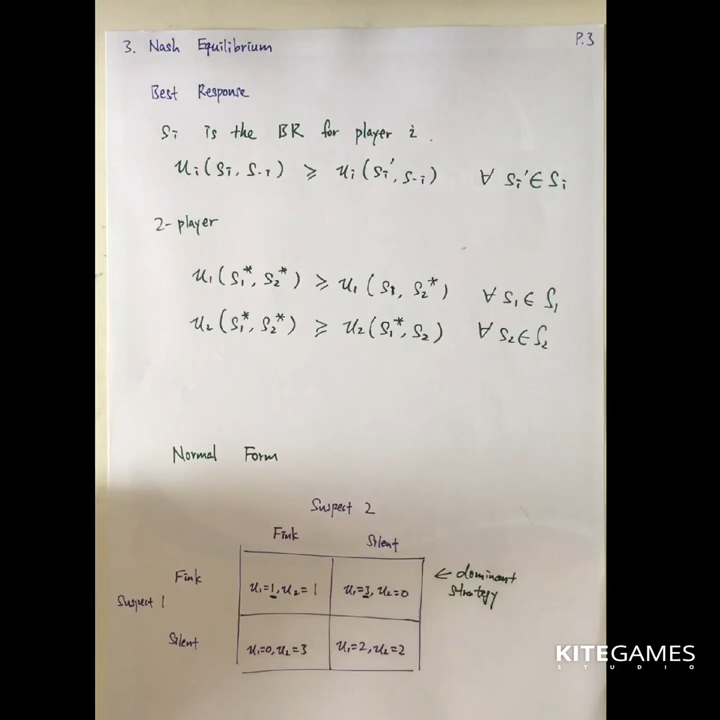 3. Nash Equilibrium P.3
Best Response
si is the BR for player i.
ui(si, s-i) ≥ ui(si', s-i) ∀ si' ∈ Si
2-player
u1(s1*, s2*) ≥ u1(s1, s2*) ∀ s1 ∈ S1
u2(s1*, s2*) ≥ u2(s1*, s2) ∀ s2 ∈ S2
Normal Form
Suspect 2
Fink Silent
Fink u1=1, u2=1 u1=3, u2=0 ← dominant strategy
Suspect 1
Silent u1=0, u2=3 u1=2, u2=2
KITEGAMES
STUDIO